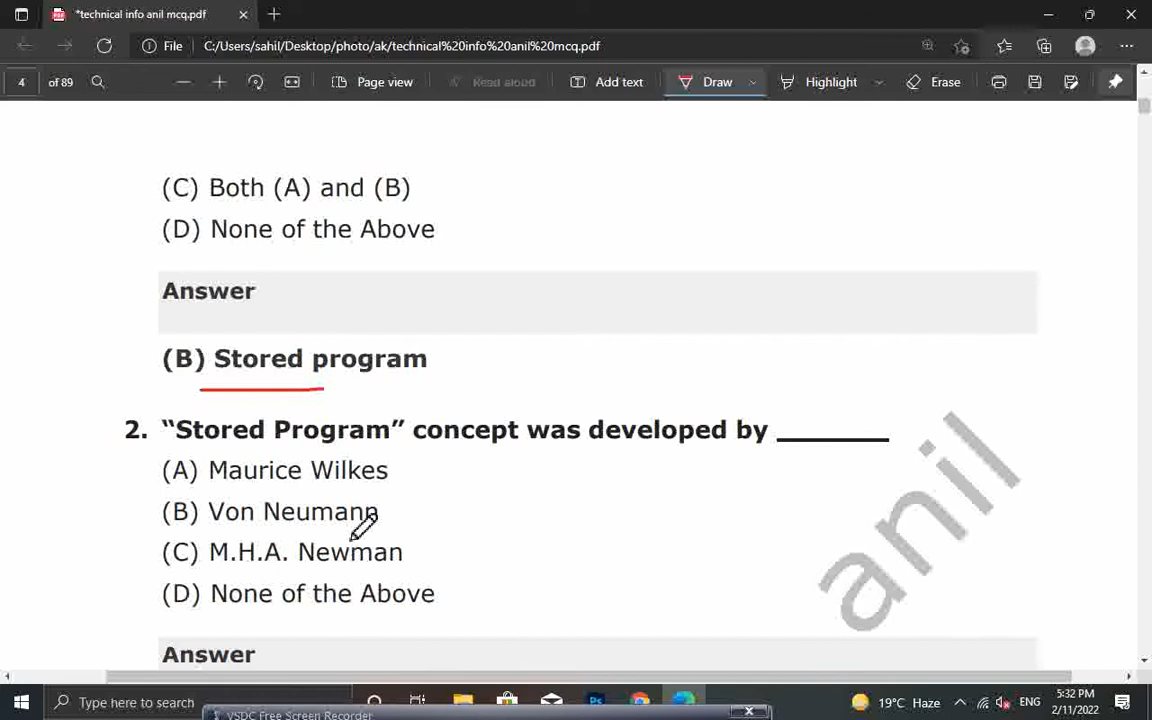 *technical info anil mcq.pdf
File C:/Users/sahil/Desktop/photo/ak/technical%20info%20anil%20mcq.pdf
4 of 89 Page view Read aloud Add text Draw Highlight Erase
(C) Both (A) and (B)
(D) None of the Above
Answer
(B) Stored program
2. “Stored Program” concept was developed by _______
(A) Maurice Wilkes
(B) Von Neumann
(C) M.H.A. Newman
(D) None of the Above
anil
Answer
Type here to search
Ps
19°C Haze ENG
5:32 PM
2/11/2022
VSDC Free Screen Recorder